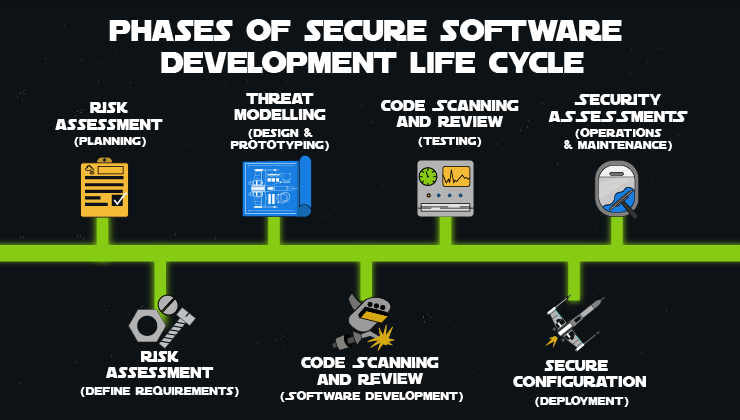 PHASES OF SECURE SOFTWARE
DEVELOPMENT LIFE CYCLE
RISK
ASSESSMENT
(PLANNING)
THREAT
MODELLING
(DESIGN &
PROTOTYPING)
CODE SCANNING
AND REVIEW
(TESTING)
SECURITY
ASSESSMENTS
(OPERATIONS
& MAINTENANCE)
RISK
ASSESSMENT
(DEFINE REQUIREMENTS)
CODE SCANNING
AND REVIEW
(SOFTWARE DEVELOPMENT)
SECURE
CONFIGURATION
(DEPLOYMENT)